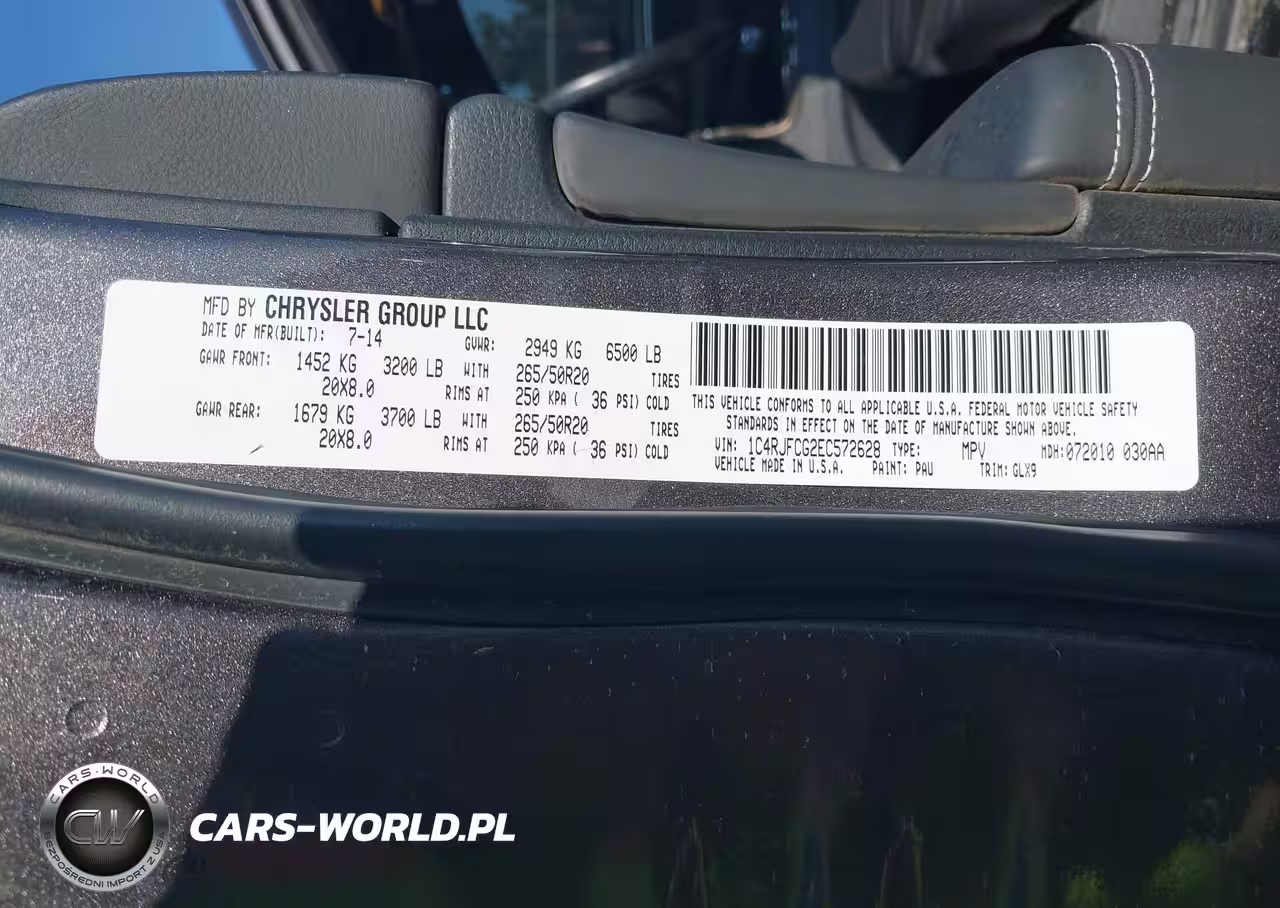 MFD BY CHRYSLER GROUP LLC
DATE OF MFR(BUILT): 7-14 GVWR: 2949 KG 6500 LB
GAWR FRONT: 1452 KG 3200 LB WITH 265/50R20 TIRES
20X8.0 RIMS AT 250 KPA ( 36 PSI) COLD
GAWR REAR: 1679 KG 3700 LB WITH 265/50R20 TIRES
20X8.0 RIMS AT 250 KPA ( 36 PSI) COLD
THIS VEHICLE CONFORMS TO ALL APPLICABLE U.S.A. FEDERAL MOTOR VEHICLE SAFETY
STANDARDS IN EFFECT ON THE DATE OF MANUFACTURE SHOWN ABOVE.
VIN: 1C4RJFCG2EC572628 TYPE: MPV MDH:072010 030AA
VEHICLE MADE IN U.S.A. PAINT: PAU TRIM: GLX9
CARS-WORLD
CW
BEZPOŚREDNI IMPORT Z USA
CARS-WORLD.PL